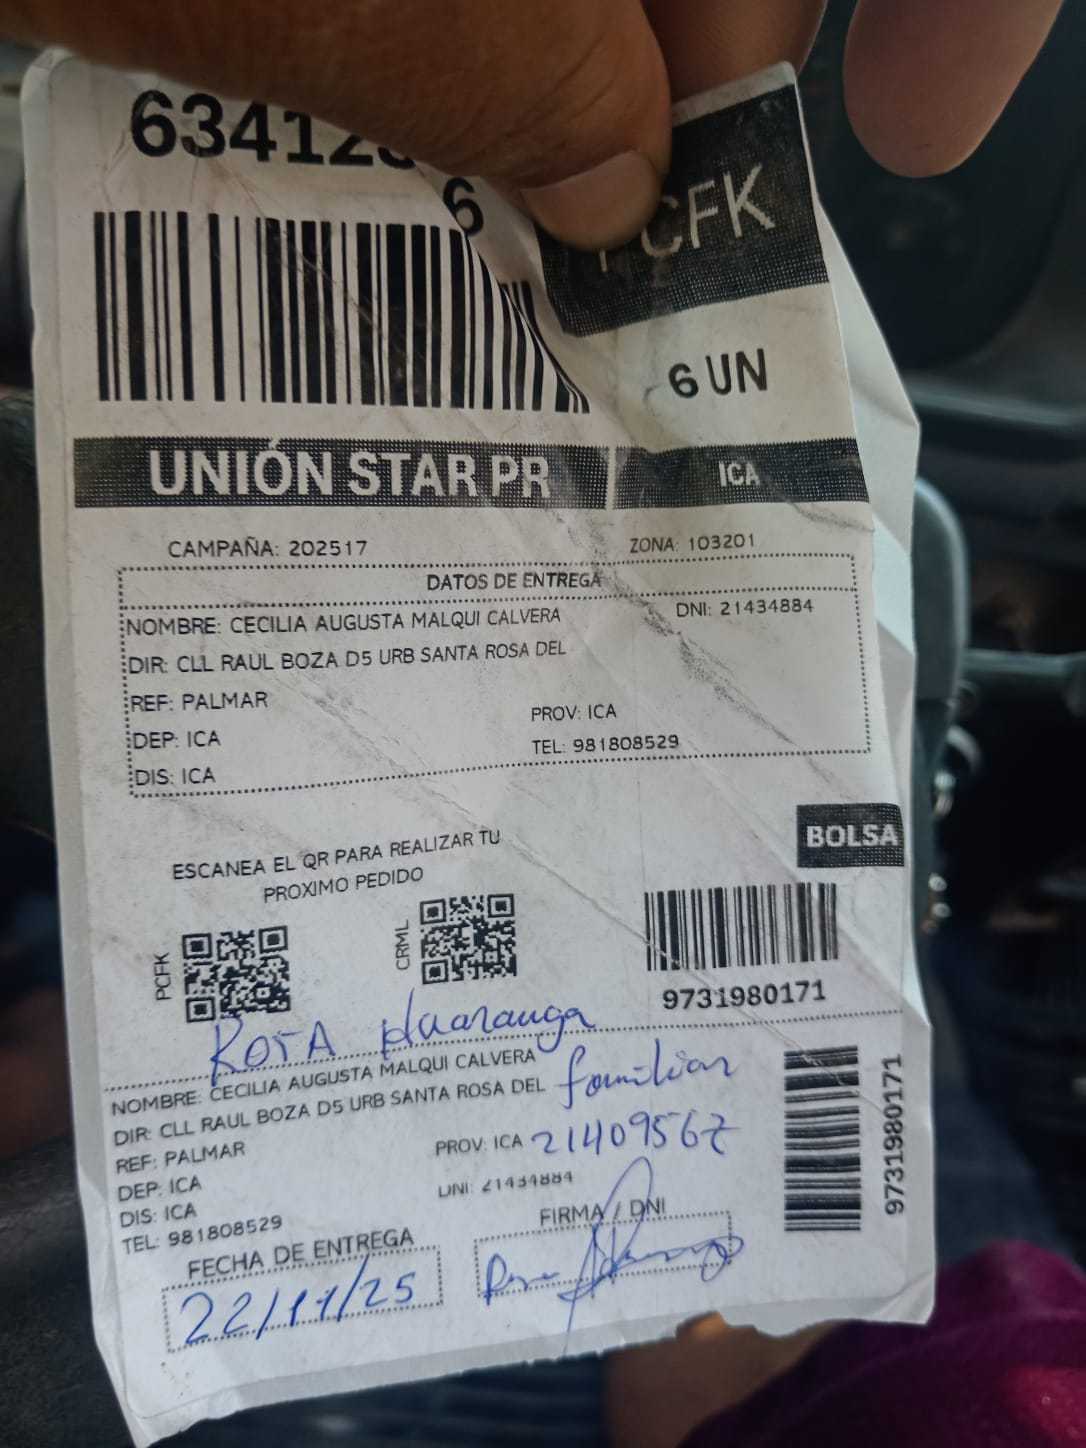 6
CFK
6 UN
UNIÓN STAR PR
ICA
CAMPAÑA: 202517
ZONA: 103201
DATOS DE ENTREGA
NOMBRE: CECILIA AUGUSTA MALQUI CALVERA
DNI: 21434884
DIR: CLL RAUL BOZA D5 URB SANTA ROSA DEL
REF: PALMAR
PROV: ICA
DEP: ICA
TEL: 981808529
DIS: ICA
BOLSA
ESCANEA EL QR PARA REALIZAR TU
PROXIMO PEDIDO
PCFK
CRML
9731980171
Huaranga
NOMBRE: CECILIA AUGUSTA MALQUI CALVERA
familiar
DIR: CLL RAUL BOZA D5 URB SANTA ROSA DEL
REF: PALMAR
PROV: ICA
DEP: ICA
DNI: 21434884
DIS: ICA
TEL: 981808529
FECHA DE ENTREGA
22/11/25
FIRMA / DNI
9731980171